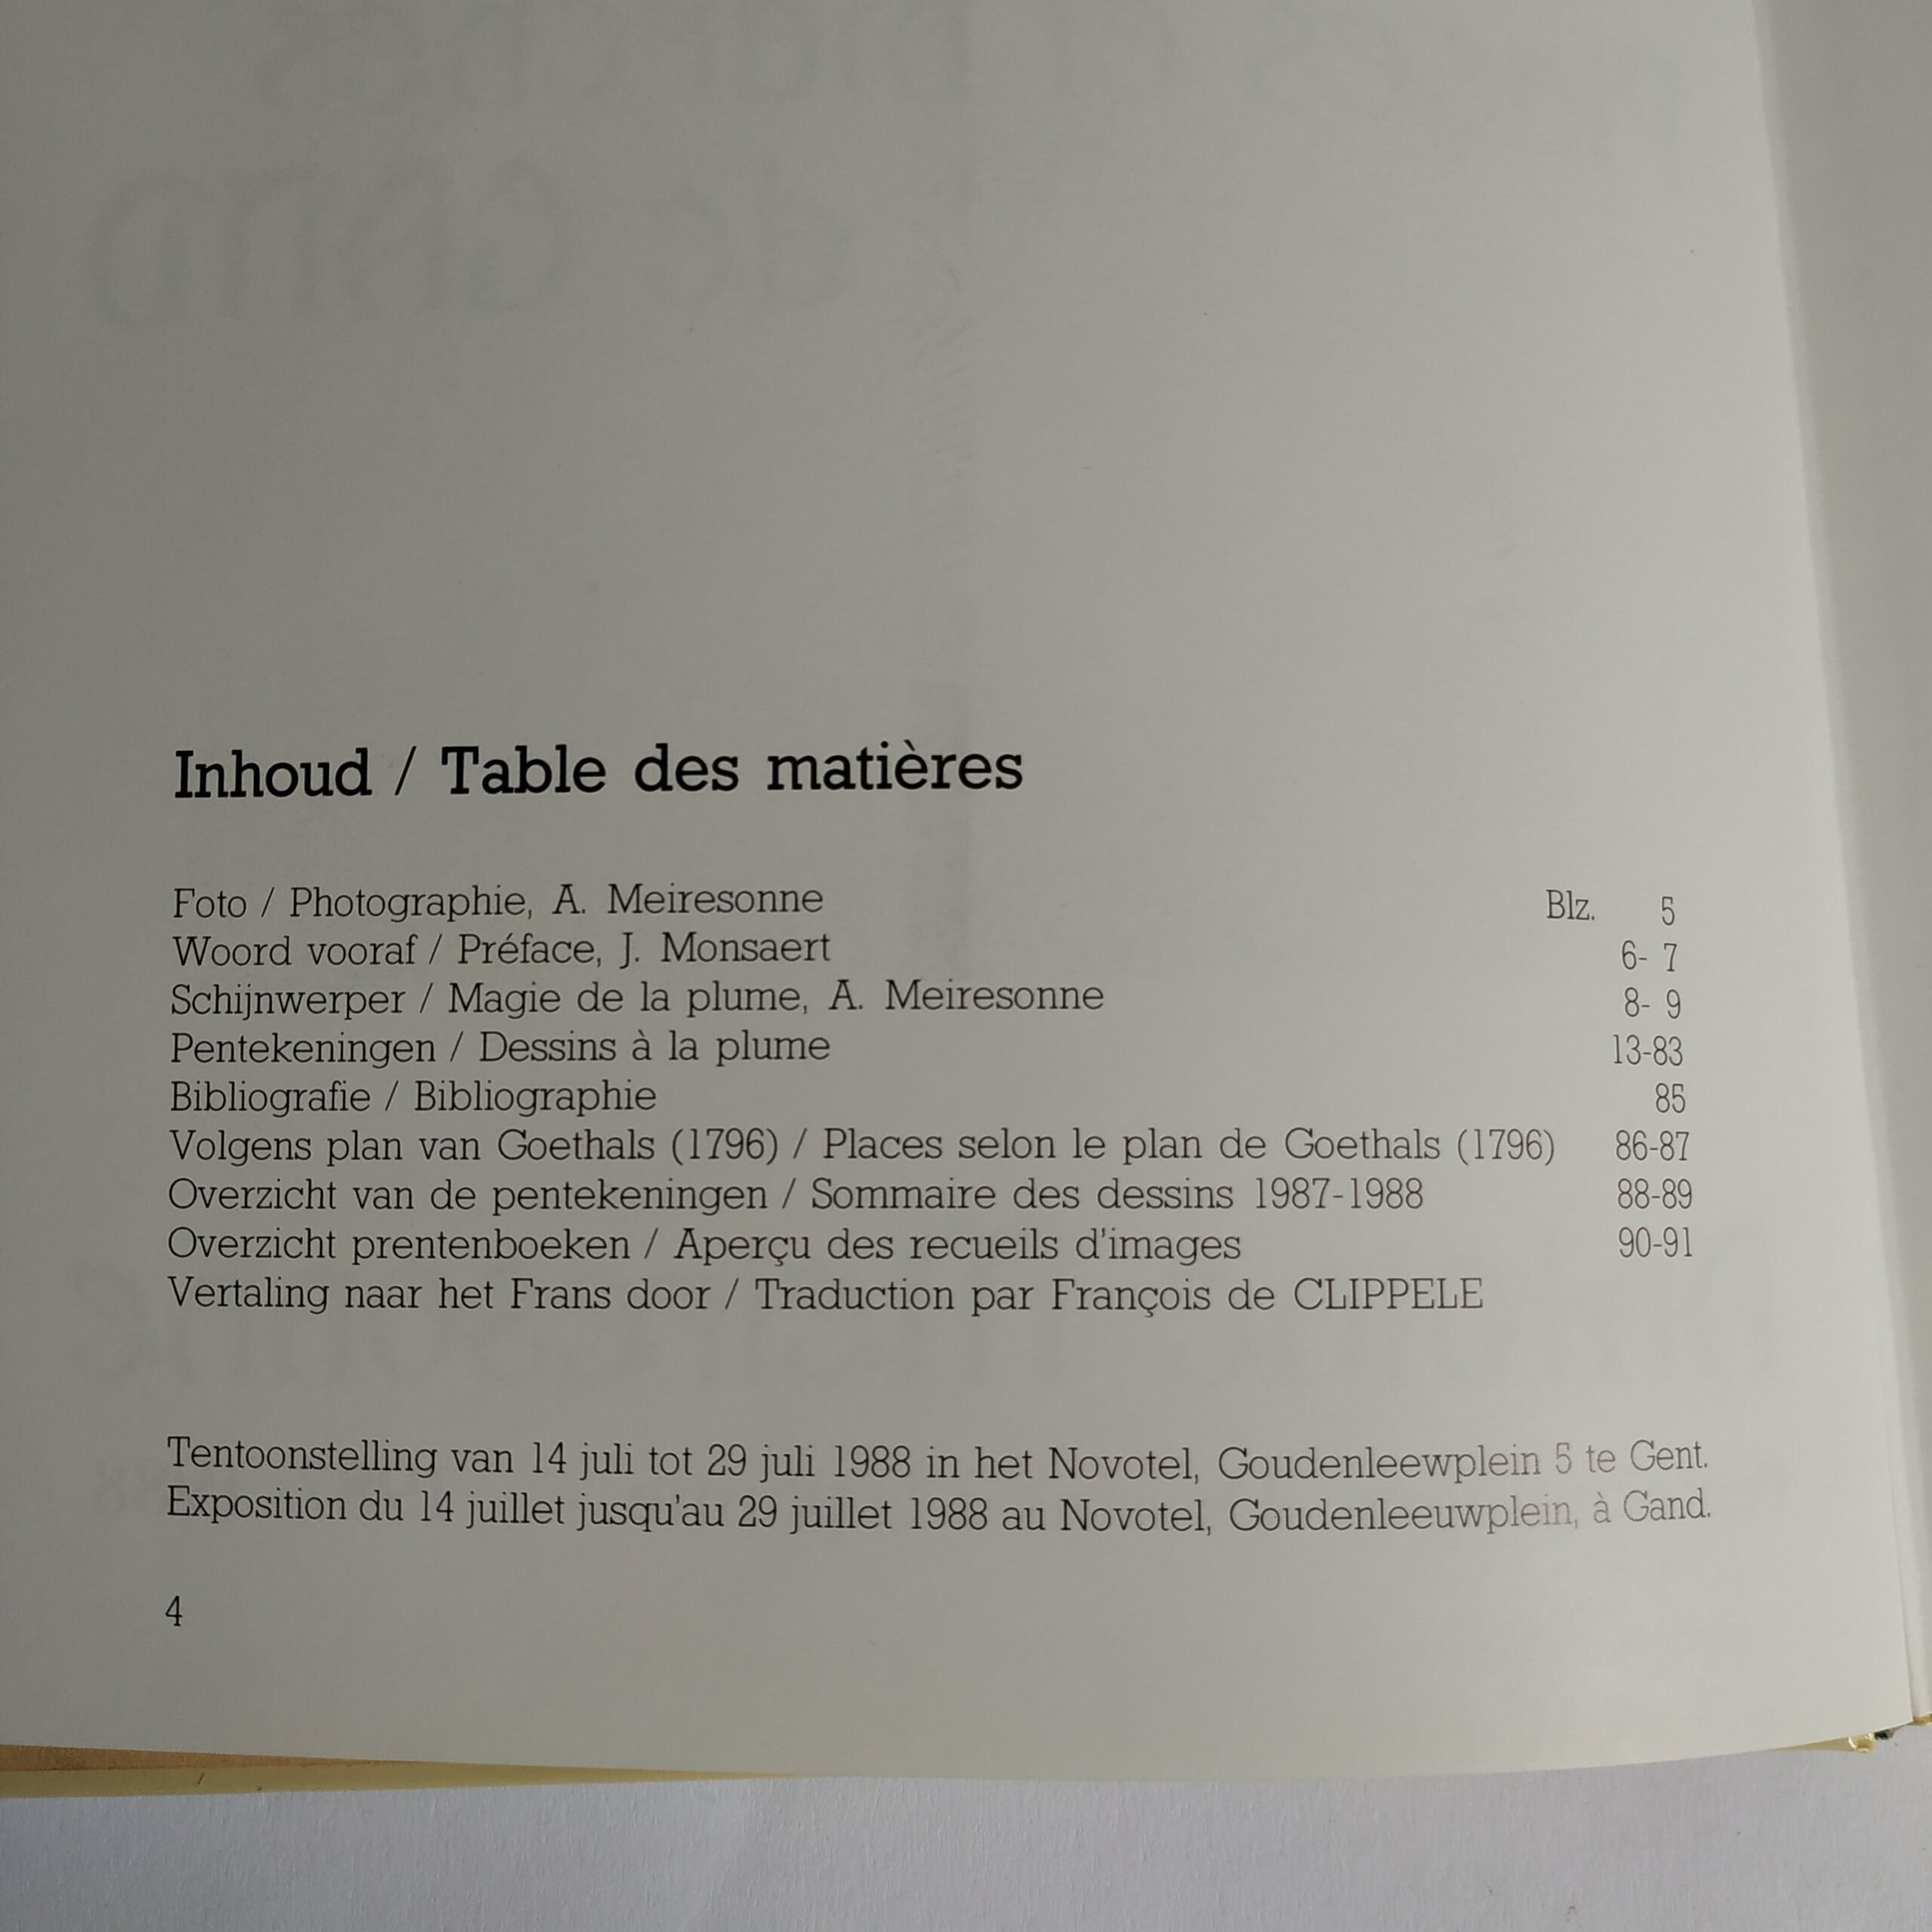 Inhoud / Table des matières
Foto / Photographie, A. Meiresonne Blz. 5
Woord vooraf / Préface, J. Monsaert 6- 7
Schijnwerper / Magie de la plume, A. Meiresonne 8- 9
Pentekeningen / Dessins à la plume 13-83
Bibliografie / Bibliographie 85
Volgens plan van Goethals (1796) / Places selon le plan de Goethals (1796) 86-87
Overzicht van de pentekeningen / Sommaire des dessins 1987-1988 88-89
Overzicht prentenboeken / Aperçu des recueils d'images 90-91
Vertaling naar het Frans door / Traduction par François de CLIPPELE
Tentoonstelling van 14 juli tot 29 juli 1988 in het Novotel, Goudenleewplein 5 te Gent.
Exposition du 14 juillet jusqu'au 29 juillet 1988 au Novotel, Goudenleeuwplein, à Gand.
4